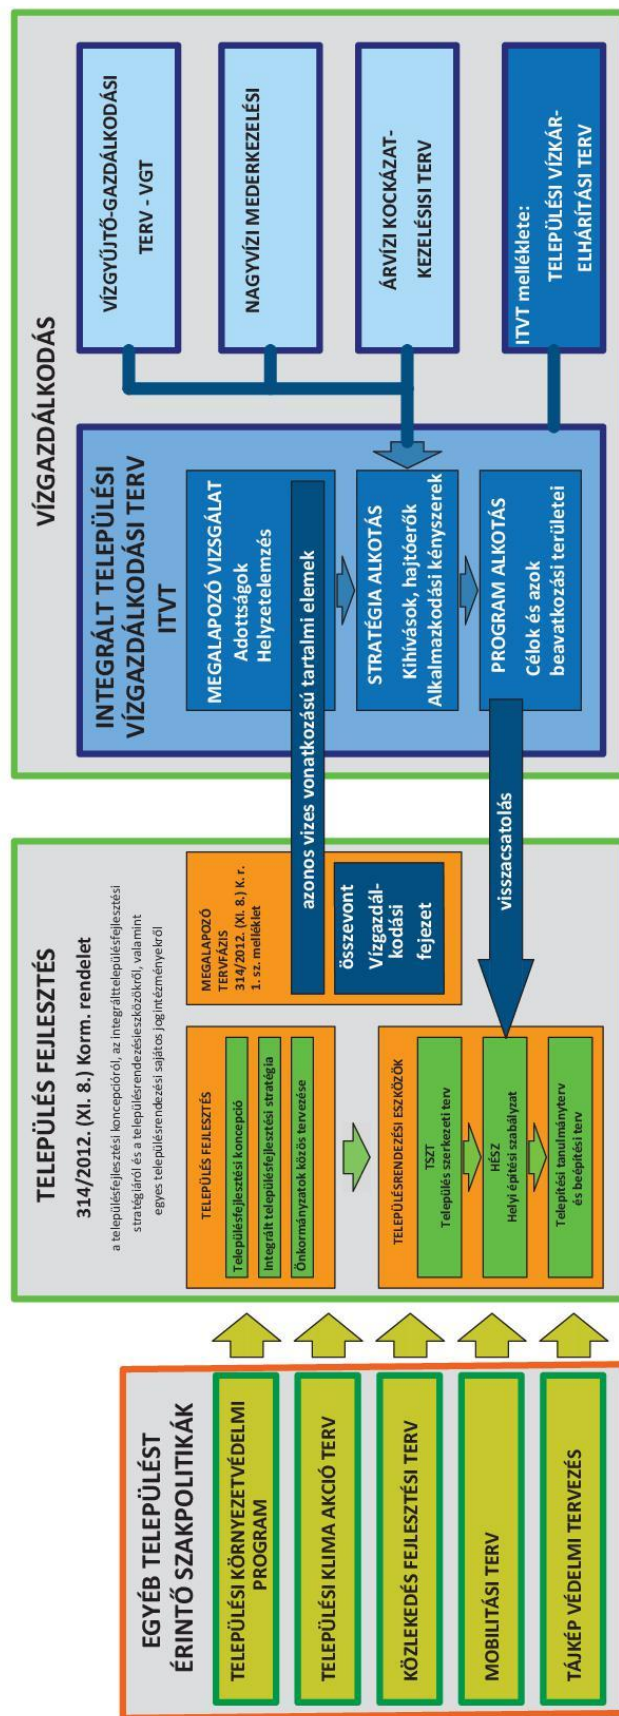 EGYÉB TELEPÜLÉST
ÉRINTŐ SZAKPOLITIKÁK
TELEPÜLÉSI KÖRNYEZETVÉDELMI
PROGRAM
TELEPÜLÉSI KLIMA AKCIÓ TERV
KÖZLEKEDÉS FEJLESZTÉSI TERV
MOBILITÁSI TERV
TÁJKÉP VÉDELMI TERVEZÉS
TELEPÜLÉS FEJLESZTÉS
314/2012. (XI. 8.) Korm. rendelet
a településfejlesztési koncepcióról, az integrálttelepülésfejlesztési
stratégiáról és a településrendezésieszközökről, valamint
egyes településrendezési sajátos jogintézményekről
TELEPÜLÉS FEJLESZTÉS
Településfejlesztési koncepció
Integrált településfejlesztési stratégia
Önkormányzatok közös tervezése
TELEPÜLÉSRENDEZÉSI ESZKÖZÖK
TSZT
Település szerkezeti terv
HÉSZ
Helyi építési szabályzat
Telepítési tanulmányterv
és beépítési terv
MEGALAPOZÓ
TERVFÁZIS
314/2012. (XI. 8.) K. r.
1. sz. melléklet
összevont
Vízgazdál-
kodási
fejezet
azonos vizes vonatkozású tartalmi elemek
visszacsatolás
VÍZGAZDÁLKODÁS
INTEGRÁLT TELEPÜLÉSI
VÍZGAZDÁLKODÁSI TERV
ITVT
MEGALAPOZÓ VIZSGÁLAT
Adottságok
Helyzetelemzés
STRATÉGIA ALKOTÁS
Kihívások, hajtóerők
Alkalmazkodási kényszerek
PROGRAM ALKOTÁS
Célok és azok
beavatkozási területei
VÍZGYŰJTŐ-GAZDÁLKODÁSI
TERV - VGT
NAGYVÍZI MEDERKEZELÉSI
ÁRVÍZI KOCKÁZAT-
KEZELÉSISI TERV
ITVT melléklete:
TELEPÜLÉSI VÍZKÁR-
ELHÁRÍTÁSI TERV